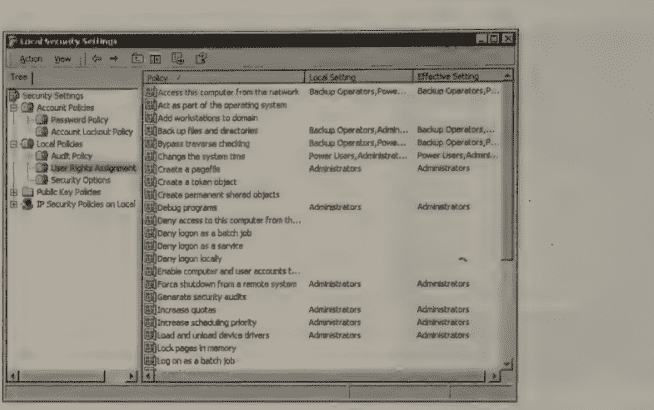 Local Security Settings
Action View
Tree
Security Settings
Account Policies
Password Policy
Account Lockout Policy
Local Policies
Audit Policy
User Rights Assignment
Security Options
Public Key Policies
IP Security Policies on Local
Policy / Local Setting Effective Setting
Access this computer from the network Backup Operators,Powe... Backup Operators,P...
Act as part of the operating system
Add workstations to domain
Back up files and directories Backup Operators,Admin... Backup Operators,...
Bypass traverse checking Backup Operators,Powe... Backup Operators,P...
Change the system time Power Users,Administrat... Power Users,Admini...
Create a pagefile Administrators Administrators
Create a token object
Create permanent shared objects
Debug programs Administrators Administrators
Deny access to this computer from th...
Deny logon as a batch job
Deny logon as a service
Deny logon locally
Enable computer and user accounts t...
Force shutdown from a remote system Administrators Administrators
Generate security audits
Increase quotas Administrators Administrators
Increase scheduling priority Administrators Administrators
Load and unload device drivers Administrators Administrators
Lock pages in memory
Log on as a batch job